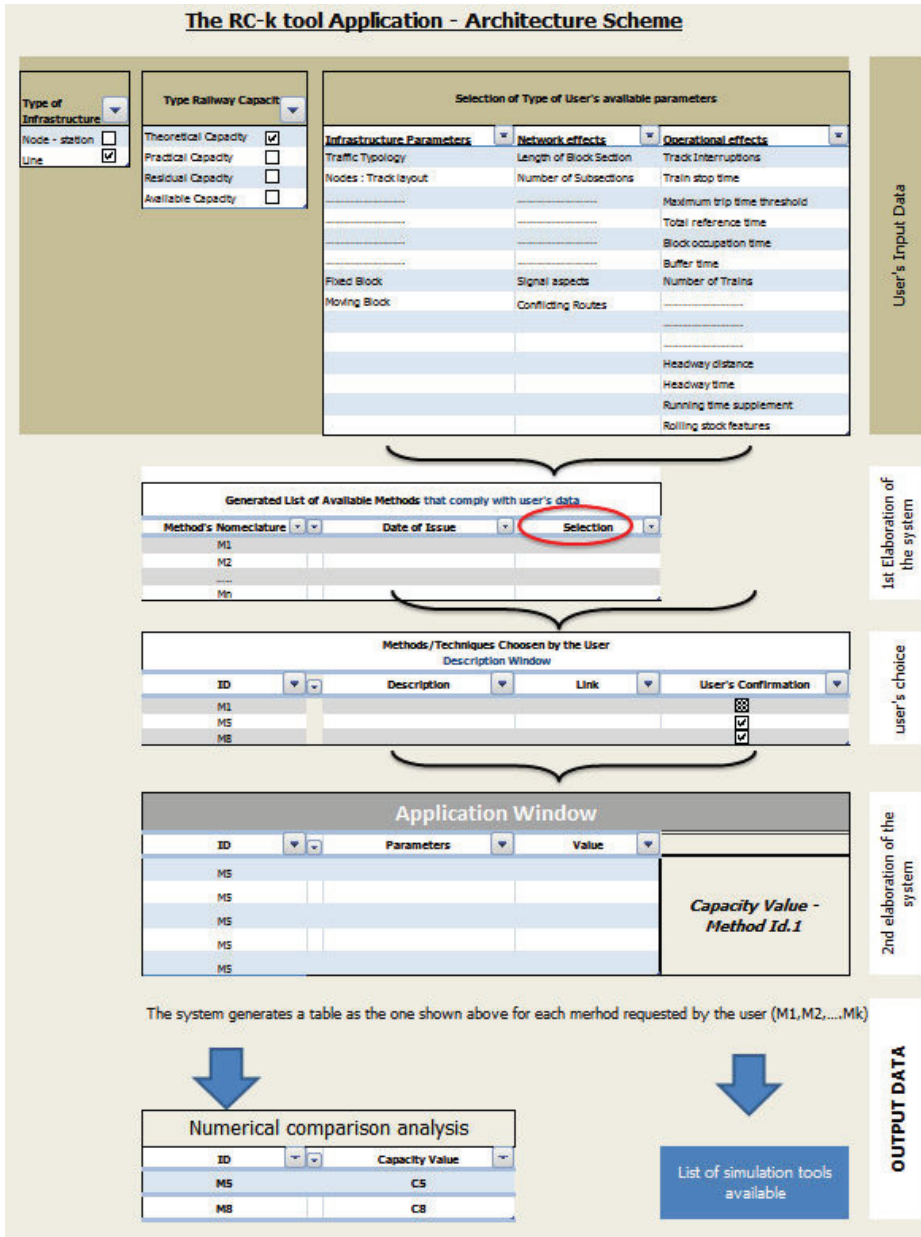 The RC-k tool Application - Architecture Scheme
Type of
Infrastructure
Node - station
Line
Type Railway Capacit
Theoretical Capacity
Practical Capacity
Residual Capacity
Available Capacity
Selection of Type of User's available parameters
Infrastructure Parameters Network effects Operational effects
Traffic Typology Length of Block Section Track Interruptions
Nodes : Track layout Number of Subsections Train stop time
------------------------ ------------------------ Maximum trip time threshold
------------------------ ------------------------ Total reference time
------------------------ ------------------------ Block occupation time
------------------------ ------------------------ Buffer time
Fixed Block Signal aspects Number of Trains
Moving Block Conflicting Routes ------------------------
------------------------
------------------------
Headway distance
Headway time
Running time supplement
Rolling stock features
User's Input Data
Generated List of Available Methods that comply with user's data
Method's Nomeclature Date of Issue Selection
M1
M2
.....
Mn
1st Elaboration of
the system
Methods/Techniques Choosen by the User
Description Window
ID Description Link User's Confirmation
M1
M5
M8
user's choice
Application Window
ID Parameters Value
M5
M5
M5
M5
M5
Capacity Value -
Method Id.1
2nd elaboration of the
system
The system generates a table as the one shown above for each merhod requested by the user (M1,M2,....Mk)
Numerical comparison analysis
ID Capacity Value
M5 C5
M8 C8
List of simulation tools
available
OUTPUT DATA